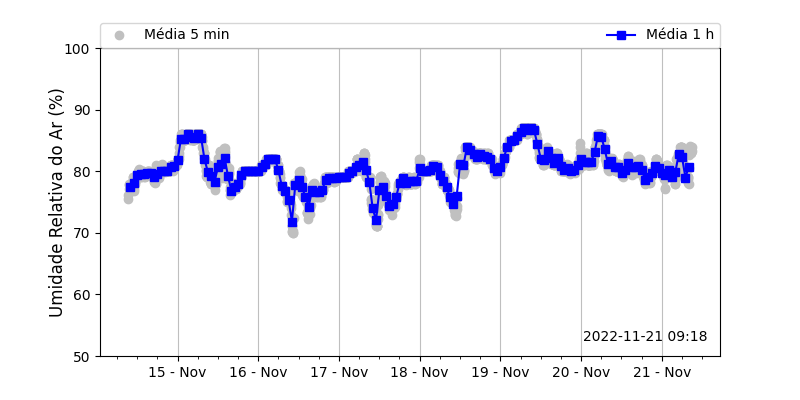 Média 5 min
Média 1 h
Umidade Relativa do Ar (%)
100
90
80
70
60
50
2022-11-21 09:18
15 - Nov
16 - Nov
17 - Nov
18 - Nov
19 - Nov
20 - Nov
21 - Nov